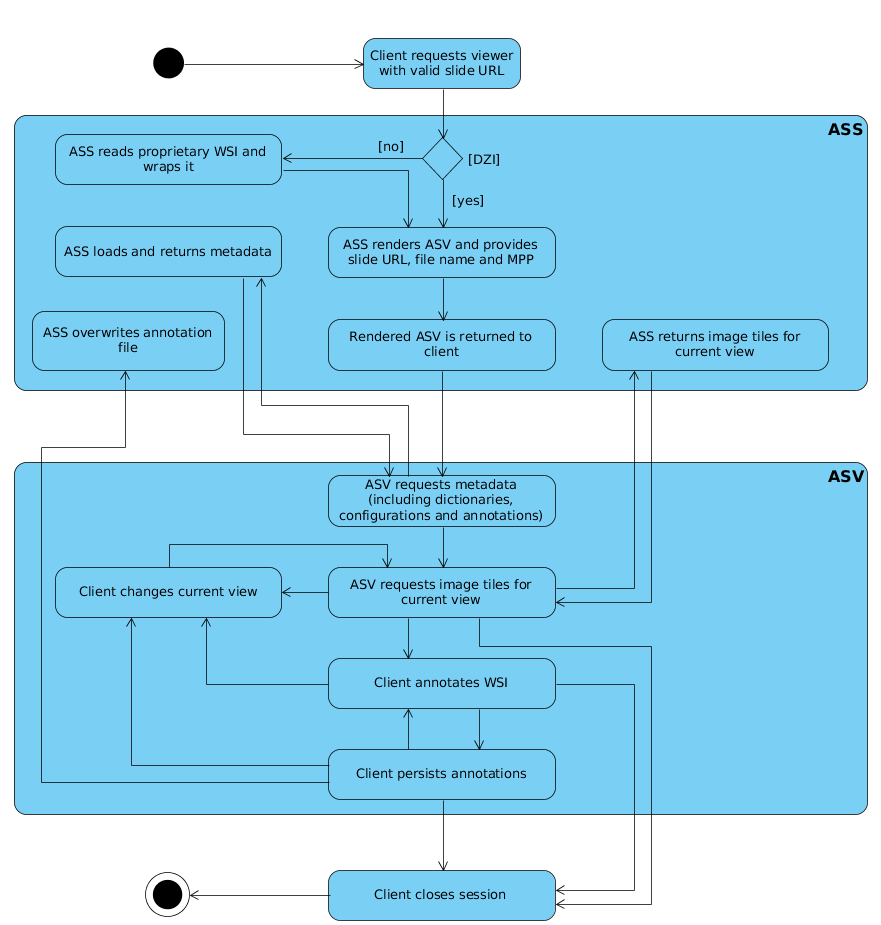 Client requests viewer
with valid slide URL
ASS
[no]
[DZI]
ASS reads proprietary WSI and
wraps it
[yes]
ASS loads and returns metadata
ASS renders ASV and provides
slide URL, file name and MPP
ASS overwrites annotation
file
Rendered ASV is returned to
client
ASS returns image tiles for
current view
ASV
ASV requests metadata
(including dictionaries,
configurations and annotations)
Client changes current view
ASV requests image tiles for
current view
Client annotates WSI
Client persists annotations
Client closes session